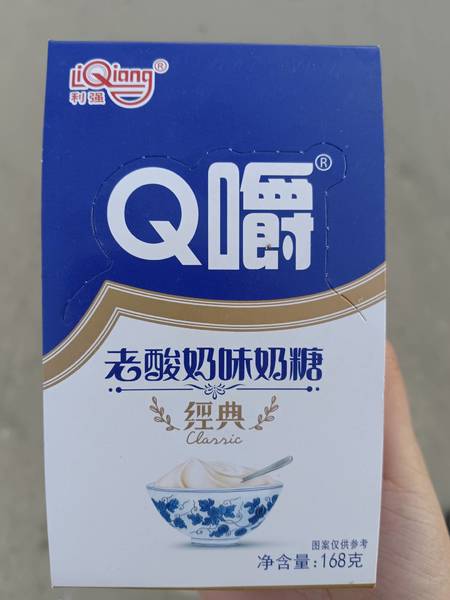 LiQiang®
利强
Q嚼®
老酸奶味奶糖
經典
Classic
图案仅供参考
净含量:168克